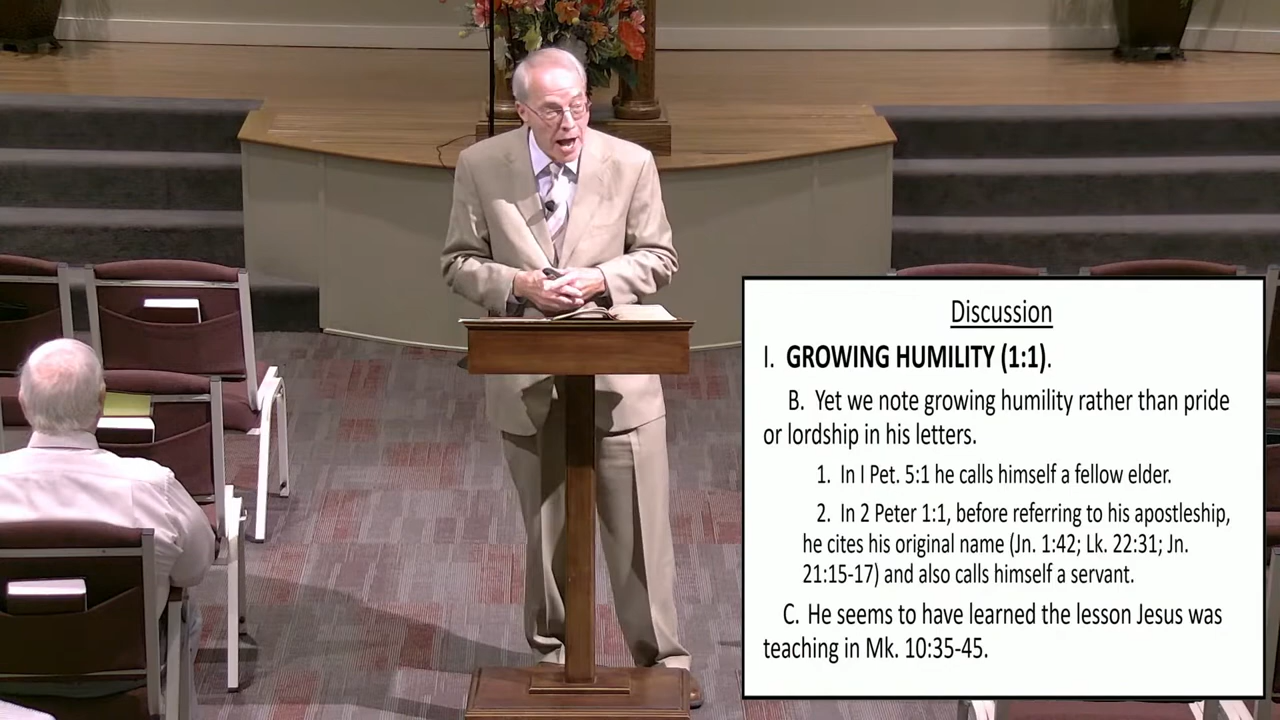 Discussion
I. GROWING HUMILITY (1:1).
B. Yet we note growing humility rather than pride
or lordship in his letters.
1. In I Pet. 5:1 he calls himself a fellow elder.
2. In 2 Peter 1:1, before referring to his apostleship,
he cites his original name (Jn. 1:42; Lk. 22:31; Jn.
21:15-17) and also calls himself a servant.
C. He seems to have learned the lesson Jesus was
teaching in Mk. 10:35-45.